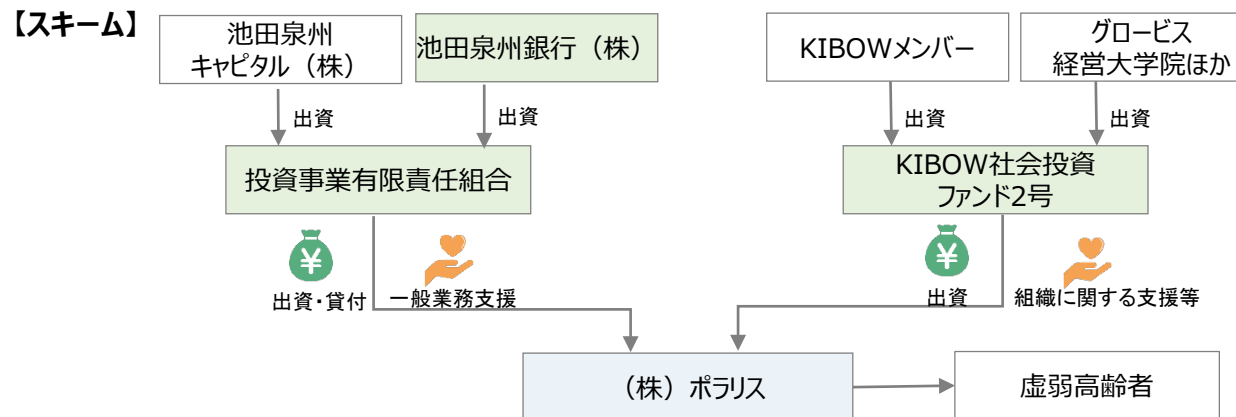 【スキーム】
池田泉州
キャピタル（株）
池田泉州銀行（株）
KIBOWメンバー
グロービス
経営大学院ほか
出資
出資
出資
出資
投資事業有限責任組合
KIBOW社会投資
ファンド2号
¥
出資・貸付
一般業務支援
¥
出資
組織に関する支援等
（株）ポラリス
虚弱高齢者